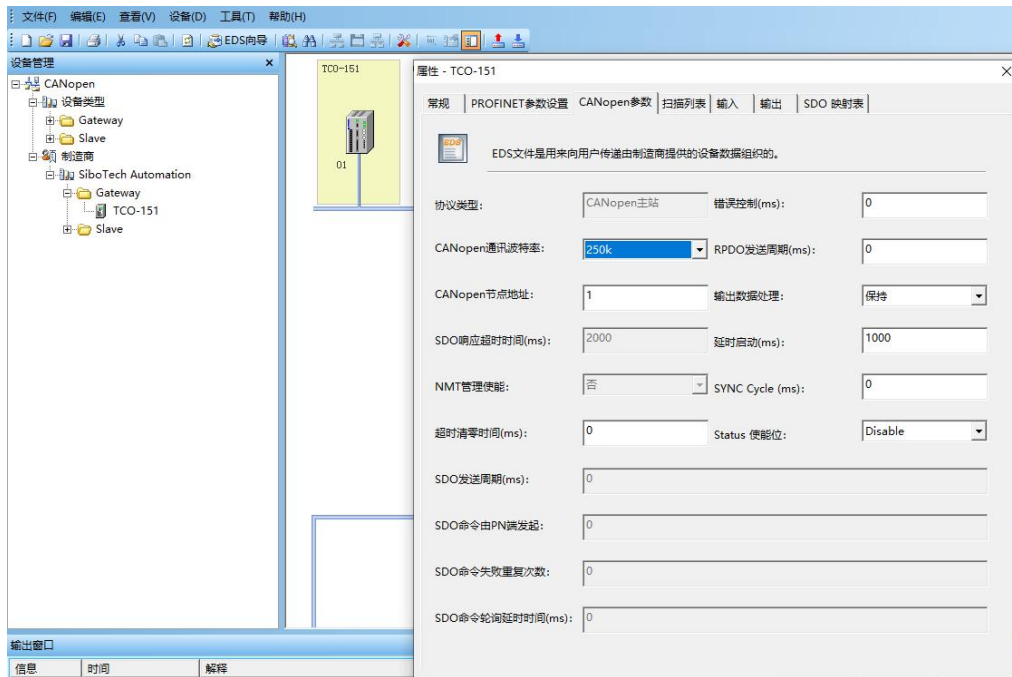 文件(F) 编辑(E) 查看(V) 设备(D) 工具(T) 帮助(H)
EDS向导
设备管理 ×
CANopen
设备类型
Gateway
Slave
制造商
SiboTech Automation
Gateway
TCO-151
Slave
TCO-151
01
属性 - TCO-151
常规 PROFINET参数设置 CANopen参数 扫描列表 输入 输出 SDO 映射表
EDS
EDS文件是用来向用户传递由制造商提供的设备数据组织的。
协议类型: CANopen主站 错误控制(ms): 0
CANopen通讯波特率: 250k RPDO发送周期(ms): 0
CANopen节点地址: 1 输出数据处理: 保持
SDO响应超时时间(ms): 2000 延时启动(ms): 1000
NMT管理使能: 否 SYNC Cycle (ms): 0
超时清零时间(ms): 0 Status 使能位: Disable
SDO发送周期(ms): 0
SDO命令由PN端发起: 0
SDO命令失败重复次数: 0
SDO命令轮询延时时间(ms): 0
输出窗口
信息 时间 解释